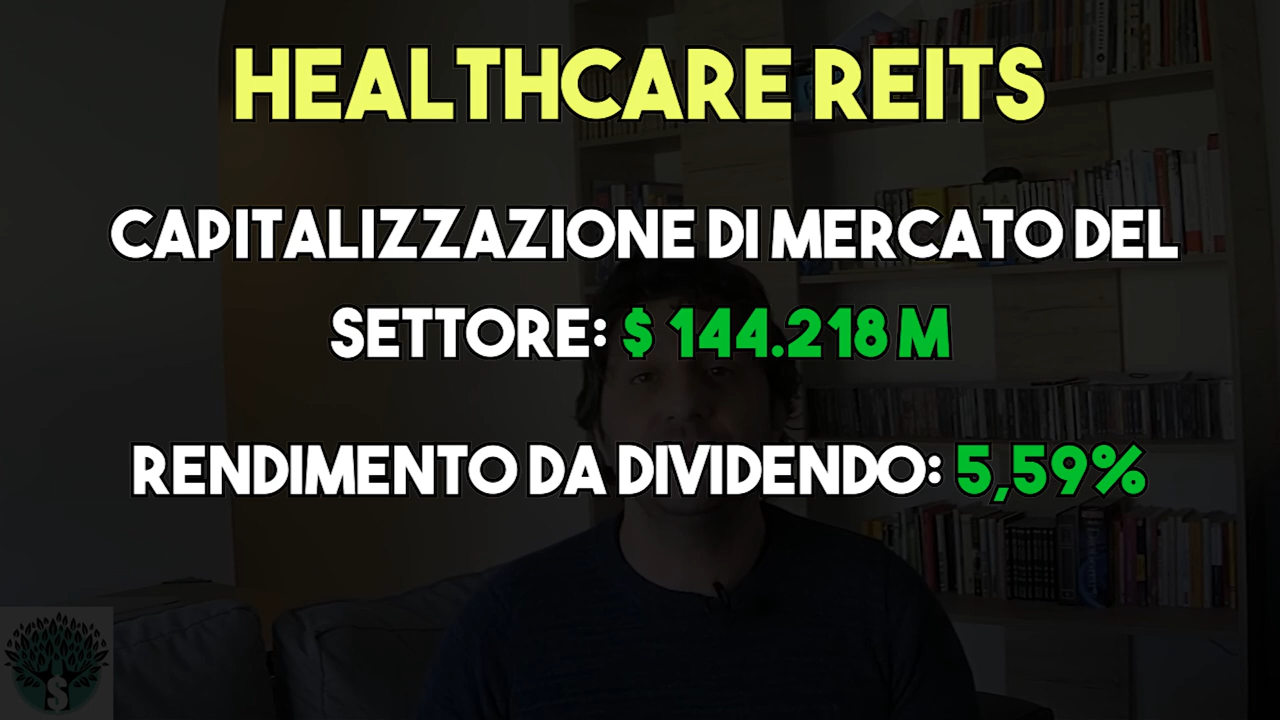 HEALTHCARE REITS
CAPITALIZZAZIONE DI MERCATO DEL
SETTORE: $ 144.218 M
RENDIMENTO DA DIVIDENDO: 5,59%
$